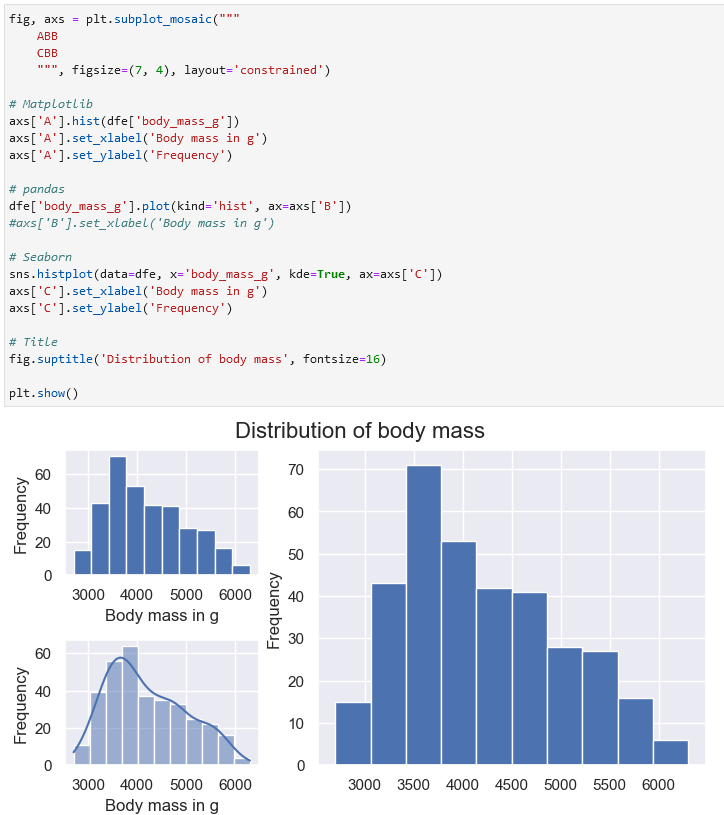 fig, axs = plt.subplot_mosaic("""
    ABB
    CBB
    """, figsize=(7, 4), layout='constrained')

# Matplotlib
axs['A'].hist(dfe['body_mass_g'])
axs['A'].set_xlabel('Body mass in g')
axs['A'].set_ylabel('Frequency')

# pandas
dfe['body_mass_g'].plot(kind='hist', ax=axs['B'])
#axs['B'].set_xlabel('Body mass in g')

# Seaborn
sns.histplot(data=dfe, x='body_mass_g', kde=True, ax=axs['C'])
axs['C'].set_xlabel('Body mass in g')
axs['C'].set_ylabel('Frequency')

# Title
fig.suptitle('Distribution of body mass', fontsize=16)

plt.show()
Distribution of body mass
Frequency
60
40
20
0
3000 4000 5000 6000
Body mass in g
Frequency
60
40
20
0
3000 4000 5000 6000
Body mass in g
Frequency
70
60
50
40
30
20
10
0
3000 3500 4000 4500 5000 5500 6000